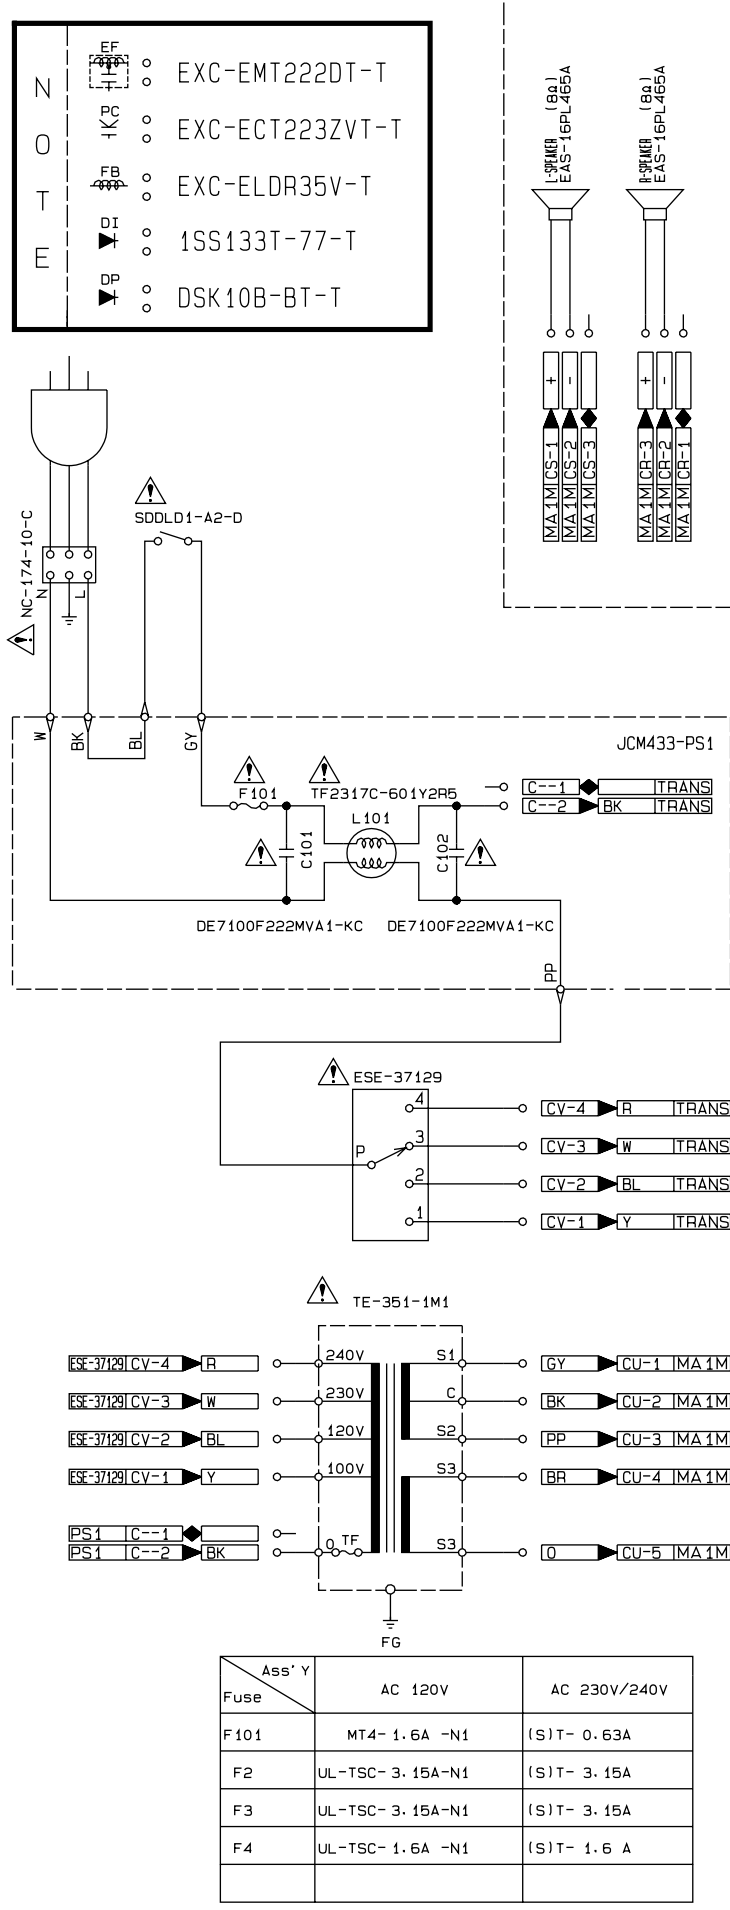 NOTE
EF EXC-EMT222DT-T
PC EXC-ECT223ZVT-T
FB EXC-ELDR35V-T
DI 1SS133T-77-T
DP DSK10B-BT-T
L-SPEAKER (8Ω)
EAS-16PL465A
R-SPEAKER (8Ω)
EAS-16PL465A
+ - + -
MA1M CS-1
MA1M CS-2
MA1M CS-3
MA1M CR-3
MA1M CR-2
MA1M CR-1
SDDLD1-A2-D
NC-174-10-C
N L
W BK BL GY
JCM433-PS1
F101 TF2317C-601Y2R5
L101
C--1 TRANS
C--2 BK TRANS
C101 C102
DE7100F222MVA1-KC DE7100F222MVA1-KC
PP
ESE-37129
P
4 CV-4 R TRANS
3 CV-3 W TRANS
2 CV-2 BL TRANS
1 CV-1 Y TRANS
TE-351-1M1
ESE-37129 CV-4 R 240V S1 GY CU-1 MA1M
ESE-37129 CV-3 W 230V C BK CU-2 MA1M
ESE-37129 CV-2 BL 120V S2 PP CU-3 MA1M
ESE-37129 CV-1 Y 100V S3 BR CU-4 MA1M
PS1 C--1
PS1 C--2 BK 0 TF S3 O CU-5 MA1M
FG
Ass'Y
Fuse AC 120V AC 230V/240V
F101 MT4-1.6A -N1 (S)T-0.63A
F2 UL-TSC-3.15A-N1 (S)T-3.15A
F3 UL-TSC-3.15A-N1 (S)T-3.15A
F4 UL-TSC-1.6A -N1 (S)T-1.6 A